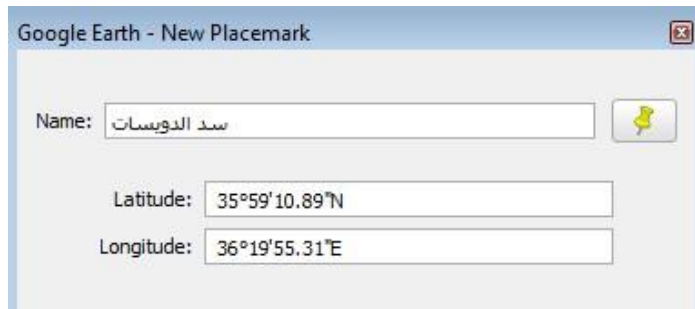 Google Earth - New Placemark
Name: سد الدويسات
Latitude: 35°59'10.89"N
Longitude: 36°19'55.31"E